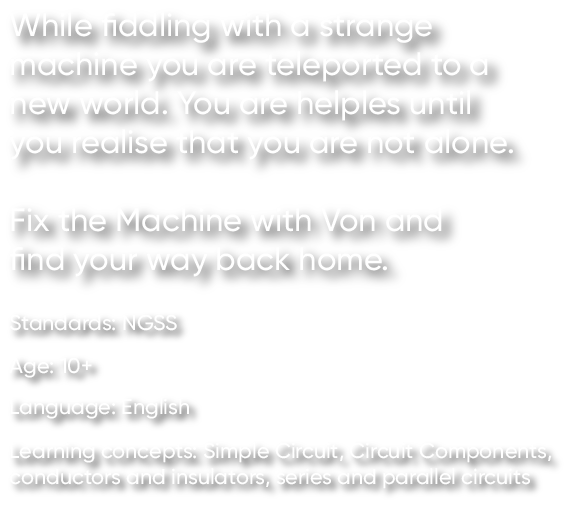 While fiddling with a strange
machine you are teleported to a
new world. You are helples until
you realise that you are not alone.
Fix the Machine with Von and
find your way back home.
Standards: NGSS
Age: 10+
Language: English
Learning concepts: Simple Circuit, Circuit Components,
conductors and insulators, series and parallel circuits